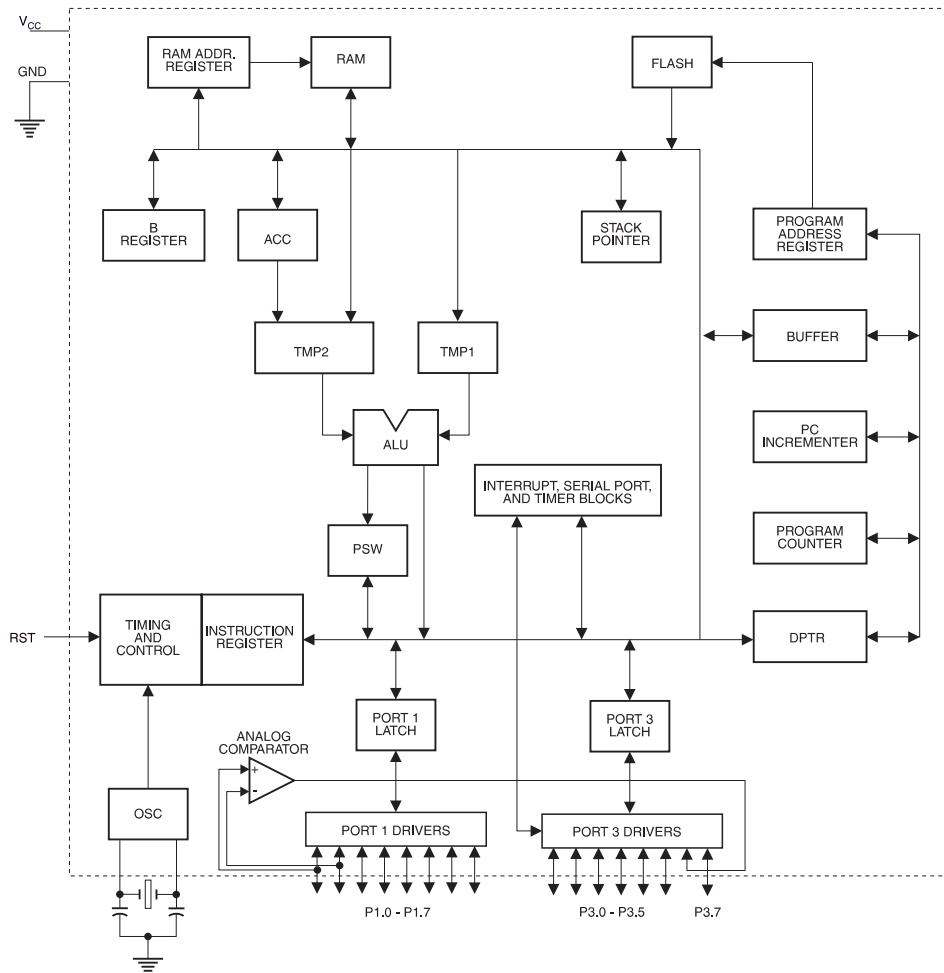 VCC
GND
RAM ADDR.
REGISTER
RAM
FLASH
B
REGISTER
ACC
STACK
POINTER
PROGRAM
ADDRESS
REGISTER
TMP2
TMP1
BUFFER
ALU
PC
INCREMENTER
INTERRUPT, SERIAL PORT,
AND TIMER BLOCKS
PSW
PROGRAM
COUNTER
RST
TIMING
AND
CONTROL
INSTRUCTION
REGISTER
DPTR
PORT 1
LATCH
PORT 3
LATCH
ANALOG
COMPARATOR
+
-
OSC
PORT 1 DRIVERS
PORT 3 DRIVERS
P1.0 - P1.7
P3.0 - P3.5
P3.7